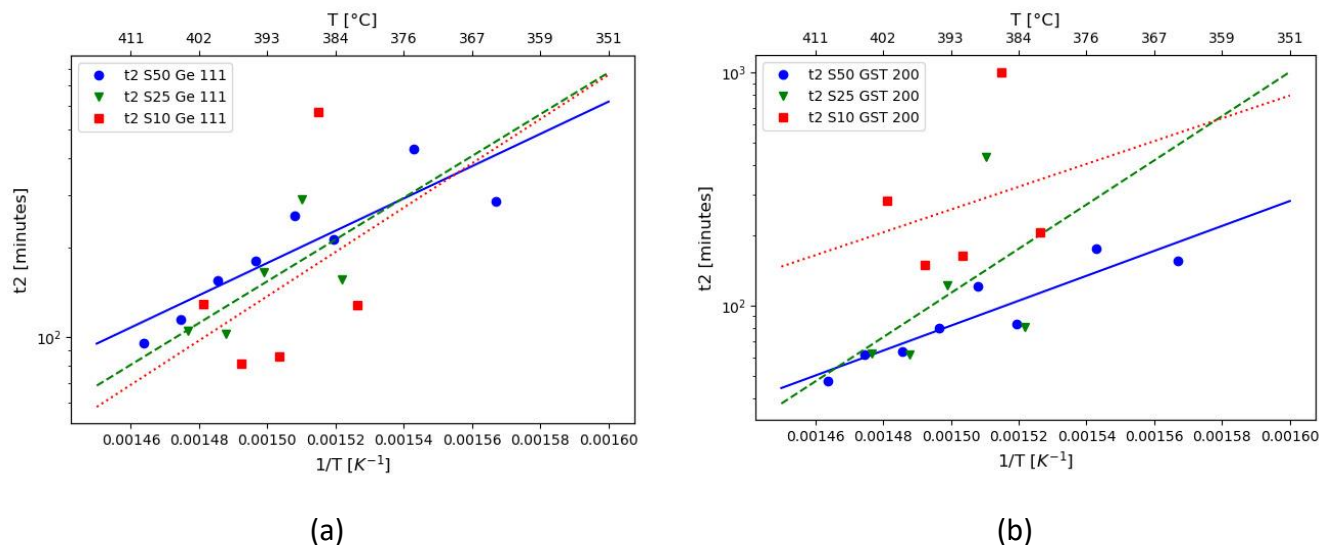 T [°C]
411 402 393 384 376 367 359 351
t2 S50 Ge 111
t2 S25 Ge 111
t2 S10 Ge 111
t2 [minutes]
10²
0.00146 0.00148 0.00150 0.00152 0.00154 0.00156 0.00158 0.00160
1/T [K⁻¹]
(a)
T [°C]
411 402 393 384 376 367 359 351
10³
t2 S50 GST 200
t2 S25 GST 200
t2 S10 GST 200
t2 [minutes]
10²
0.00146 0.00148 0.00150 0.00152 0.00154 0.00156 0.00158 0.00160
1/T [K⁻¹]
(b)